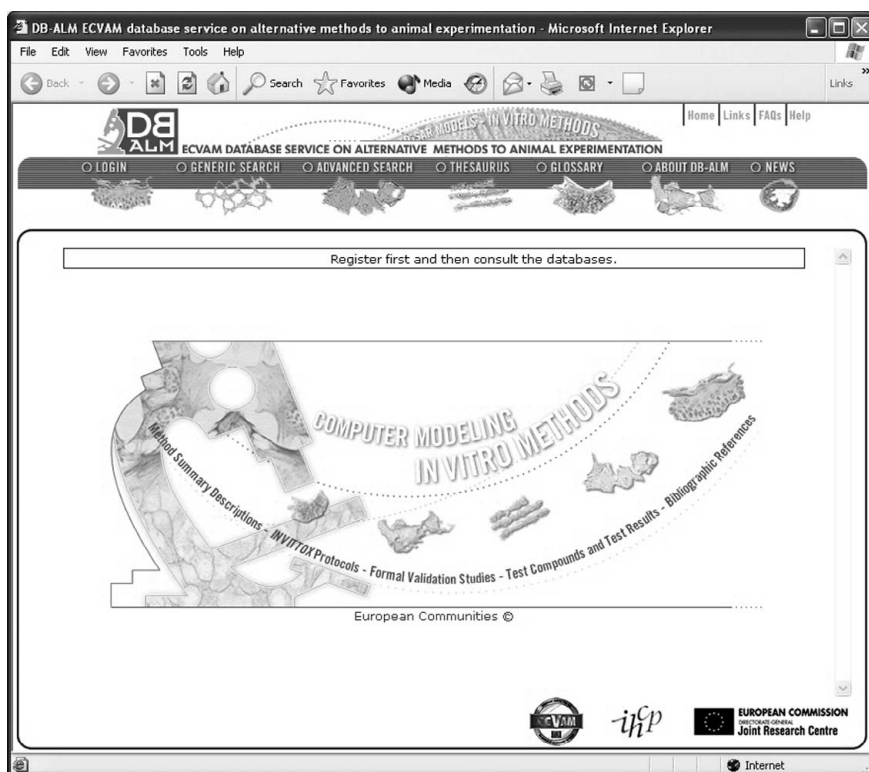 DB-ALM ECVAM database service on alternative methods to animal experimentation - Microsoft Internet Explorer
File Edit View Favorites Tools Help
Back Search Favorites Media Links
DB
ALM
SAR MODELS - IN VITRO METHODS
Home Links FAQs Help
ECVAM DATABASE SERVICE ON ALTERNATIVE METHODS TO ANIMAL EXPERIMENTATION
LOGIN GENERIC SEARCH ADVANCED SEARCH THESAURUS GLOSSARY ABOUT DB-ALM NEWS
Register first and then consult the databases.
COMPUTER MODELING
IN VITRO METHODS
Method Summary Descriptions - INVITTOX Protocols - Formal Validation Studies - Test Compounds and Test Results - Bibliographic References
European Communities ©
ECVAM
ihcp
EUROPEAN COMMISSION
DIRECTORATE-GENERAL
Joint Research Centre
Internet